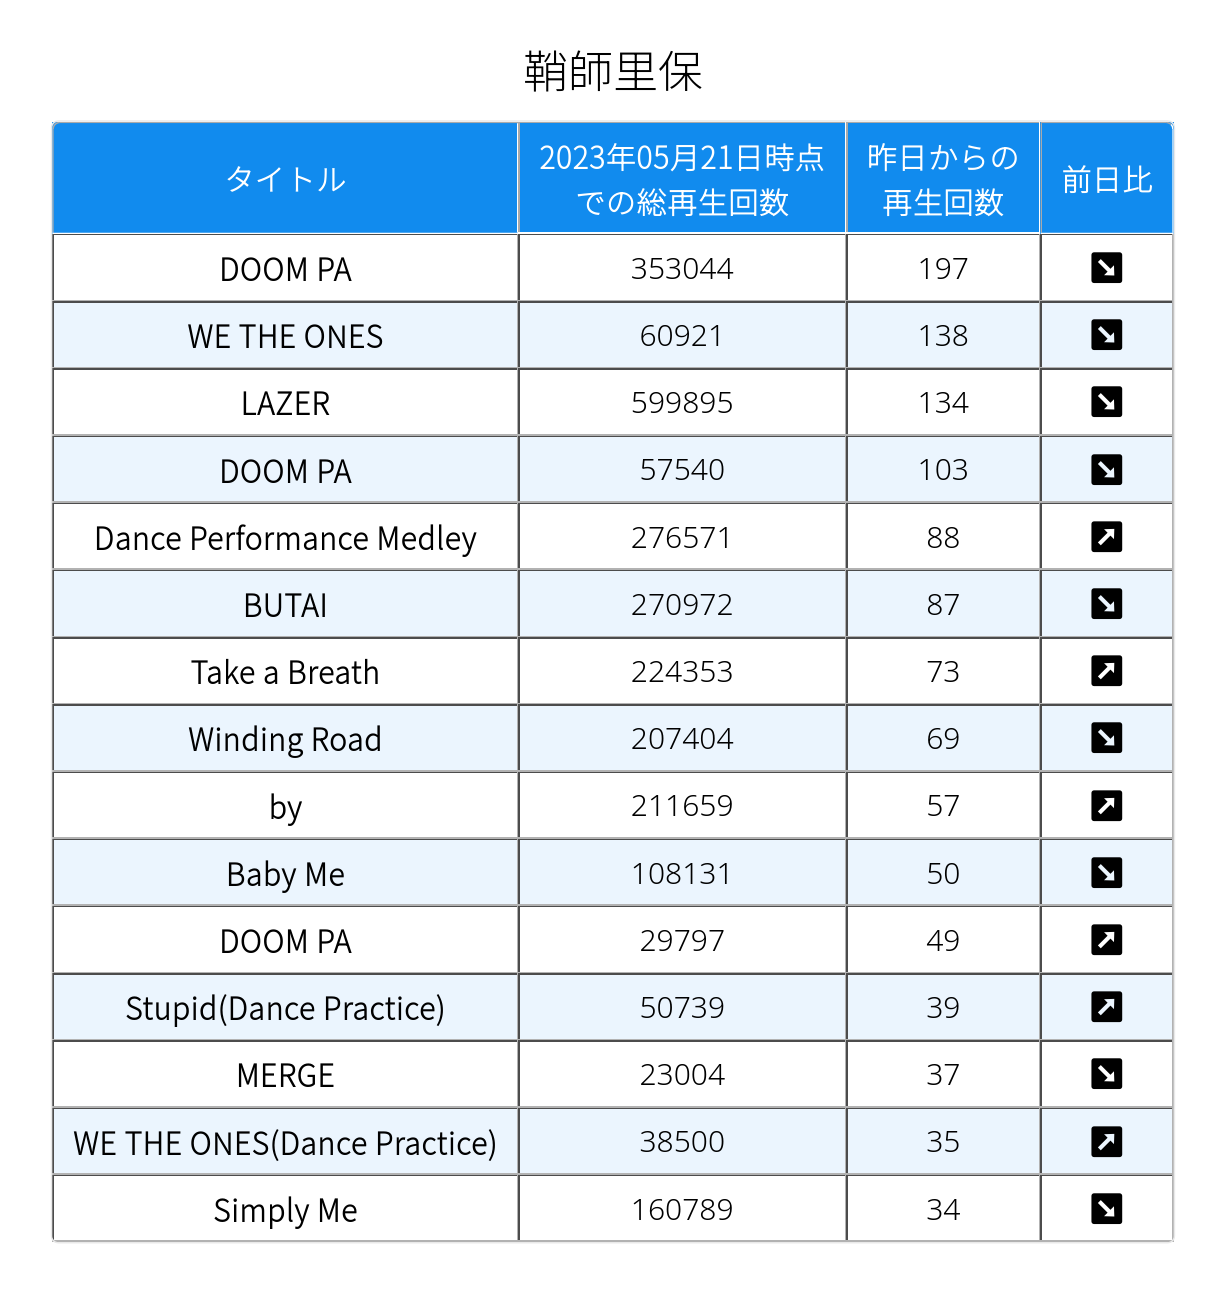 鞘師里保
タイトル
2023年05月21日時点
での総再生回数
昨日からの
再生回数
前日比
DOOM PA 353044 197
WE THE ONES 60921 138
LAZER 599895 134
DOOM PA 57540 103
Dance Performance Medley 276571 88
BUTAI 270972 87
Take a Breath 224353 73
Winding Road 207404 69
by 211659 57
Baby Me 108131 50
DOOM PA 29797 49
Stupid(Dance Practice) 50739 39
MERGE 23004 37
WE THE ONES(Dance Practice) 38500 35
Simply Me 160789 34